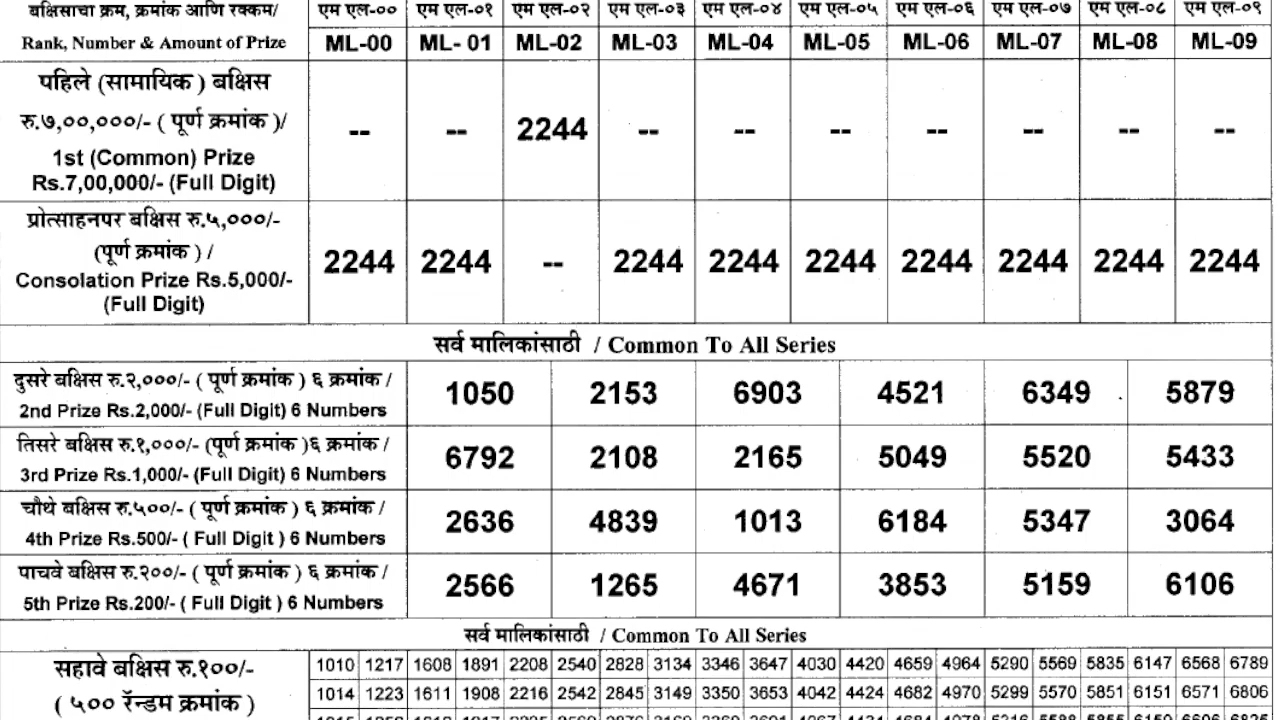 बक्षिसाचा क्रम, क्रमांक आणि रक्कम/ एम एल-०० एम एल-०१ एम एल-०२ एम एल-०३ एम एल-०४ एम एल-०५ एम एल-०६ एम एल-०७ एम एल-०८ एम एल-०९
Rank, Number & Amount of Prize ML-00 ML- 01 ML-02 ML-03 ML-04 ML-05 ML-06 ML-07 ML-08 ML-09
पहिले (सामायिक ) बक्षिस
रु.७,००,०००/- ( पूर्ण क्रमांक )/ -- -- 2244 -- -- -- -- -- -- --
1st (Common) Prize
Rs.7,00,000/- (Full Digit)
प्रोत्साहनपर बक्षिस रु.५,०००/-
(पूर्ण क्रमांक ) / 2244 2244 -- 2244 2244 2244 2244 2244 2244 2244
Consolation Prize Rs.5,000/-
(Full Digit)
सर्व मालिकांसाठी / Common To All Series
दुसरे बक्षिस रु.२,०००/- ( पूर्ण क्रमांक ) ६ क्रमांक / 1050 2153 6903 4521 6349 5879
2nd Prize Rs.2,000/- (Full Digit) 6 Numbers
तिसरे बक्षिस रु.१,०००/- (पूर्ण क्रमांक )६ क्रमांक / 6792 2108 2165 5049 5520 5433
3rd Prize Rs.1,000/- (Full Digit) 6 Numbers
चौथे बक्षिस रु.५००/- ( पूर्ण क्रमांक ) ६ क्रमांक / 2636 4839 1013 6184 5347 3064
4th Prize Rs.500/- ( Full Digit ) 6 Numbers
पाचवे बक्षिस रु.२००/- ( पूर्ण क्रमांक ) ६ क्रमांक / 2566 1265 4671 3853 5159 6106
5th Prize Rs.200/- ( Full Digit ) 6 Numbers
सर्व मालिकांसाठी / Common To All Series
सहावे बक्षिस रु.१००/- 1010 1217 1608 1891 2208 2540 2828 3134 3346 3647 4030 4420 4659 4964 5290 5569 5835 6147 6568 6789
( ५०० रॅन्डम क्रमांक ) 1014 1223 1611 1908 2216 2542 2845 3149 3350 3653 4042 4424 4682 4970 5299 5570 5851 6151 6571 6806